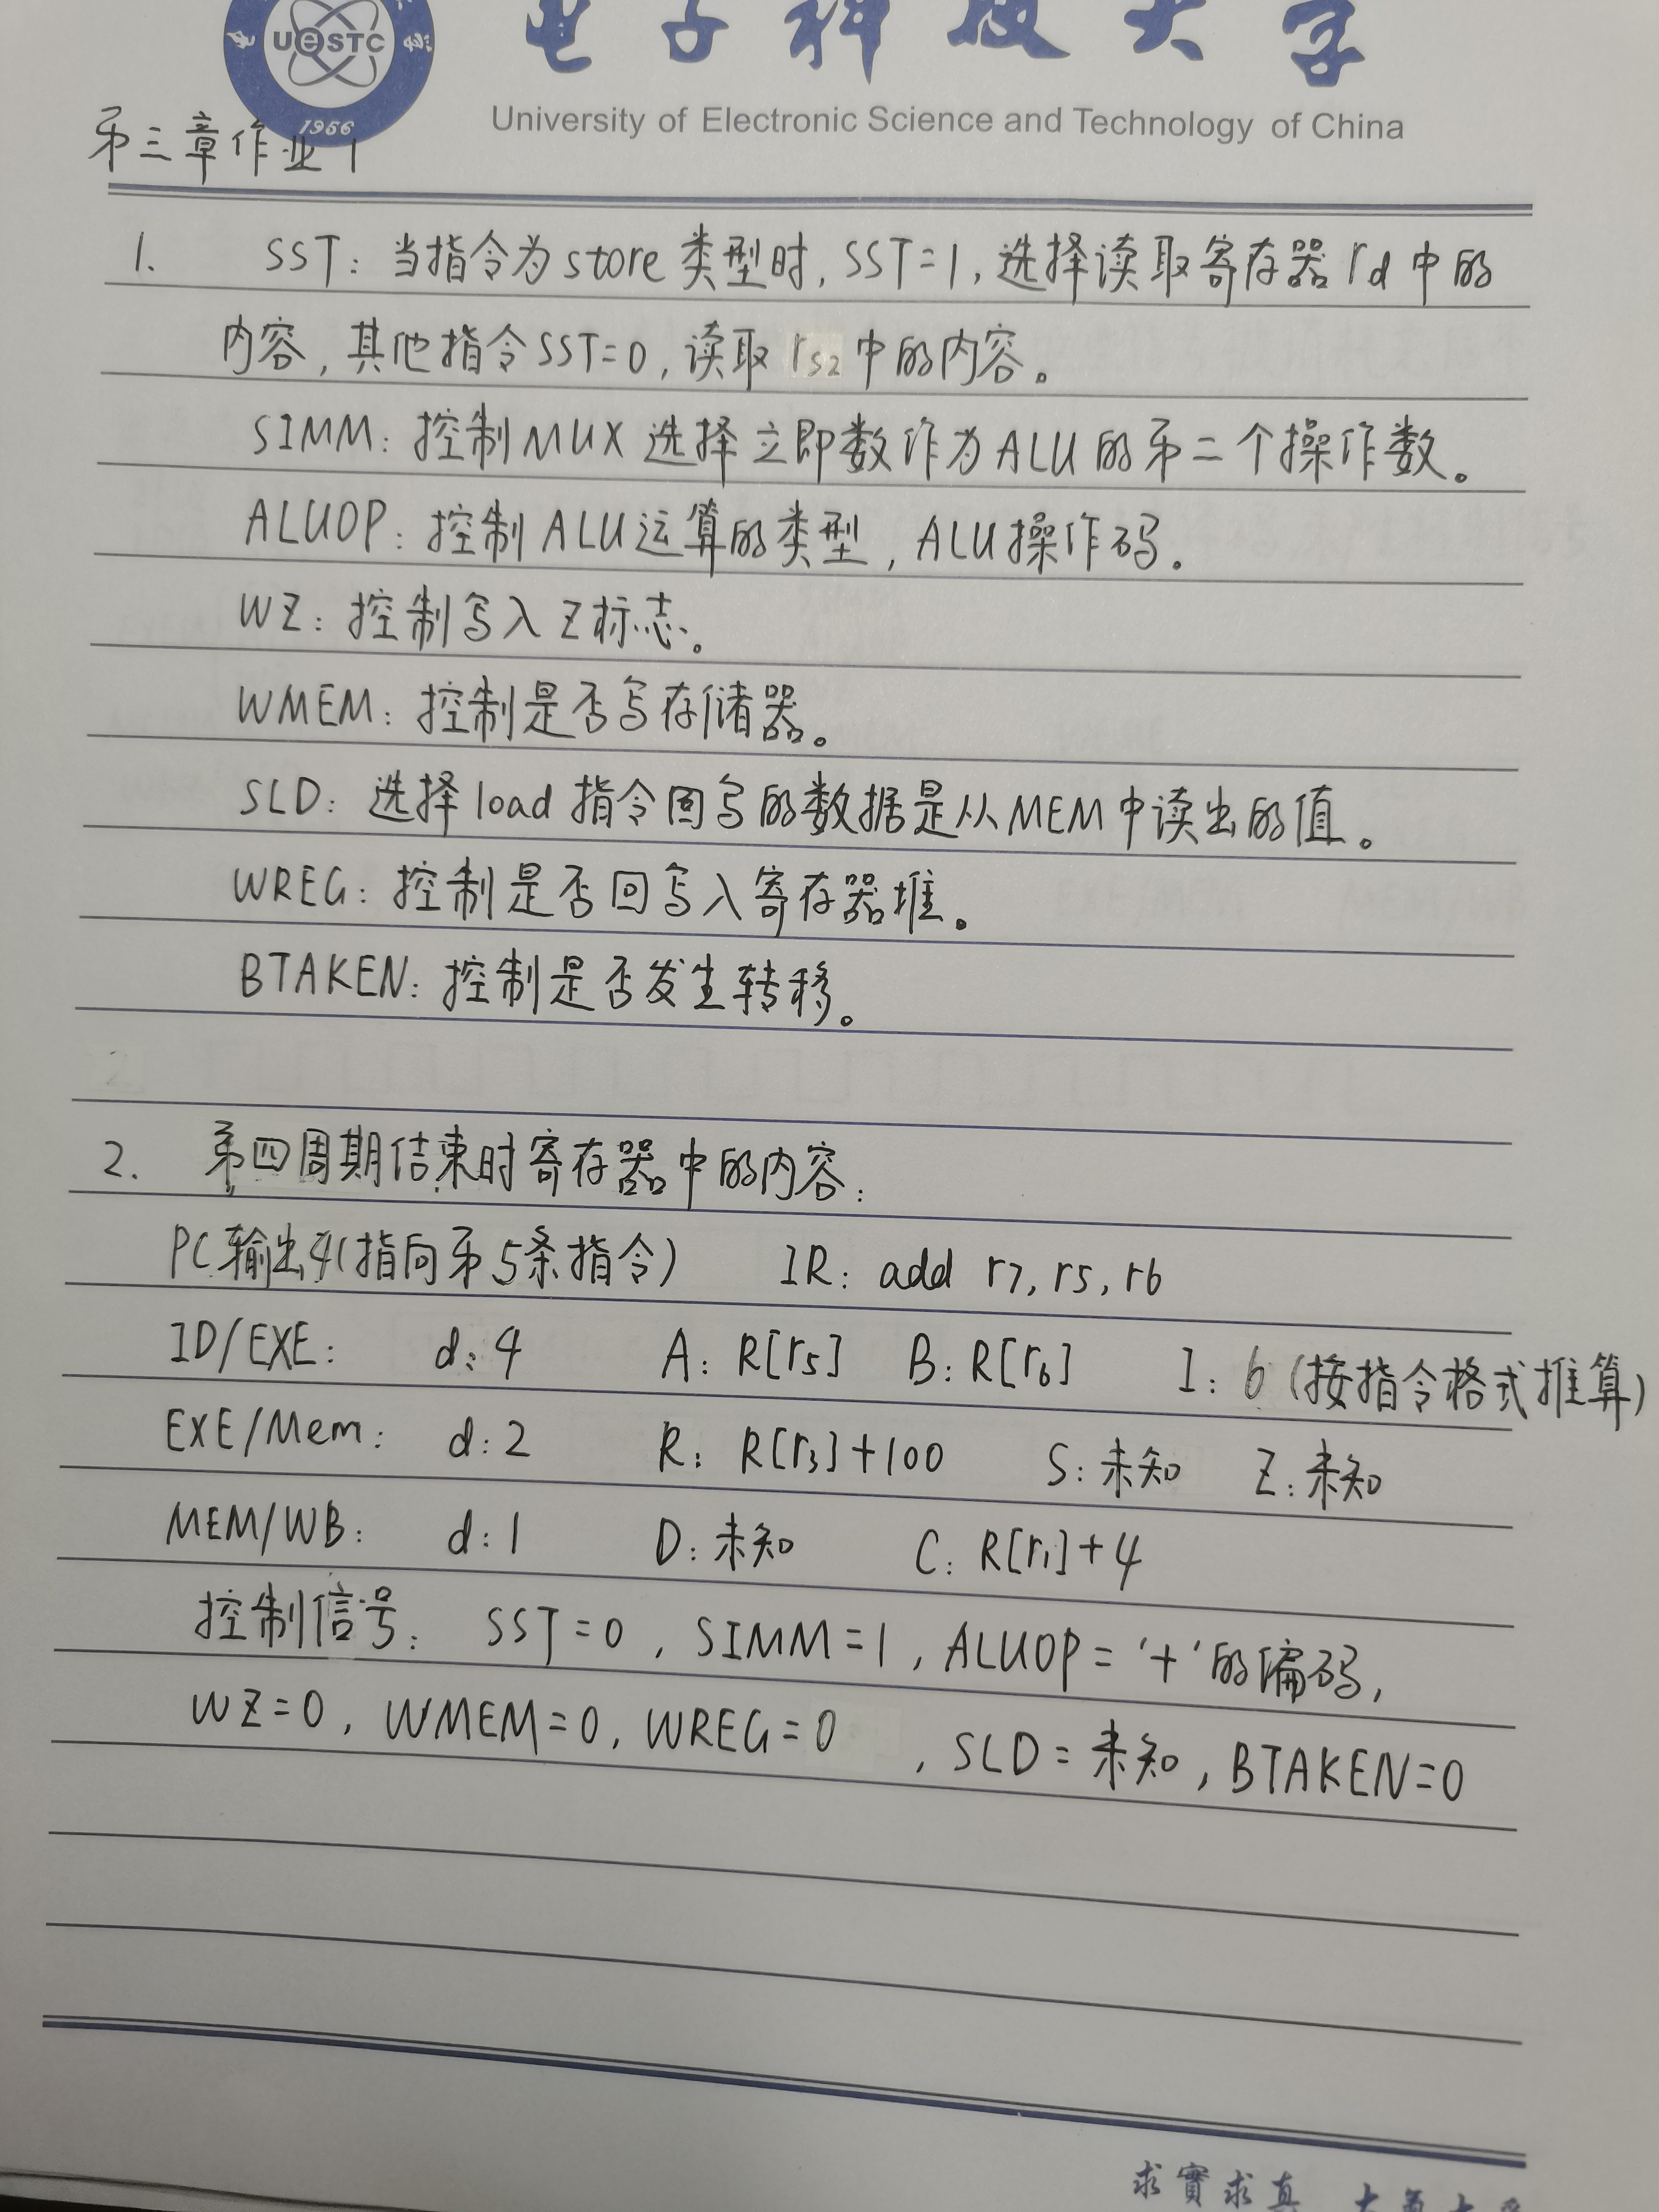 电子科技大学
UeSTC
1956
University of Electronic Science and Technology of China
第三章作业1
1. SST：当指令为store类型时，SST=1，选择读取寄存器rd中的
内容，其他指令SST=0，读取rs2中的内容。
SIMM：控制MUX选择立即数作为ALU的第二个操作数。
ALUOP：控制ALU运算的类型，ALU操作码。
WZ：控制写入Z标志。
WMEM：控制是否写存储器。
SLD：选择load指令回写的数据是从MEM中读出的值。
WREG：控制是否回写入寄存器堆。
BTAKEN：控制是否发生转移。
2
2. 第四周期结束时寄存器中的内容：
PC输出4(指向第5条指令) IR：add r7, r5, r6
ID/EXE： d：4 A：R[r5] B：R[r6] I：6 (按指令格式推算)
EXE/Mem： d：2 R：R[r3]+100 S：未知 Z：未知
MEM/WB： d：1 D：未知 C：R[r1]+4
控制信号： SST=0，SIMM=1，ALUOP='+'的编码，
WZ=0，WMEM=0，WREG=0，SLD=未知，BTAKEN=0
求實求真 大